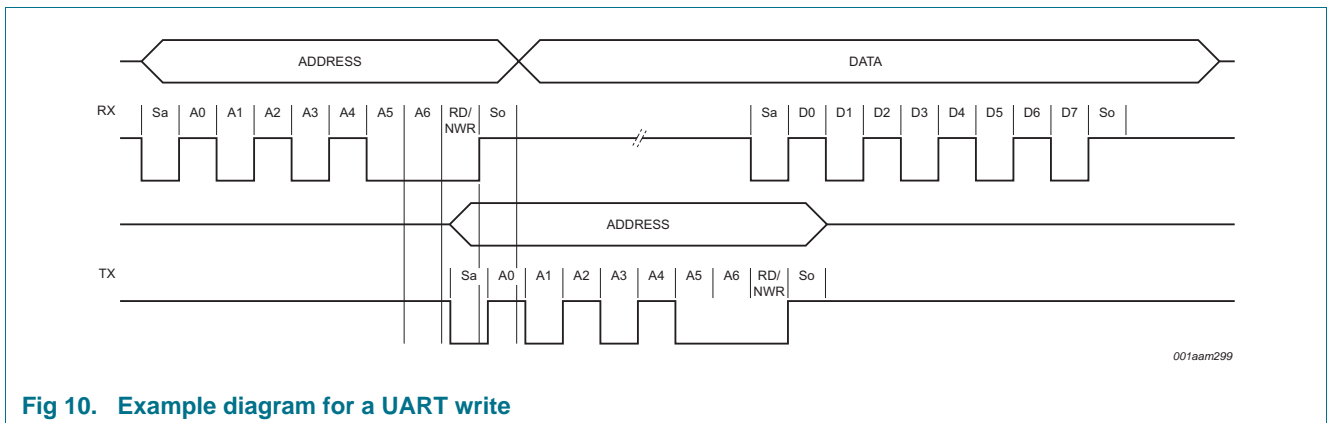 ADDRESS DATA
RX Sa A0 A1 A2 A3 A4 A5 A6 RD/ So Sa D0 D1 D2 D3 D4 D5 D6 D7 So
NWR
ADDRESS
TX Sa A0 A1 A2 A3 A4 A5 A6 RD/ So
NWR
001aam299
Fig 10. Example diagram for a UART write